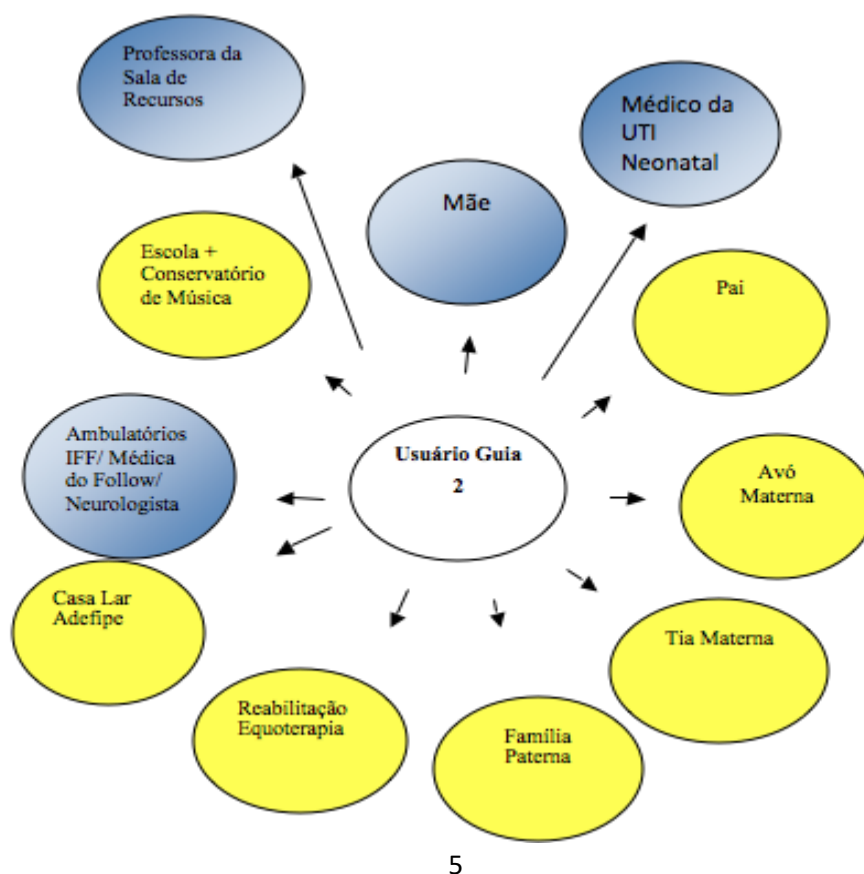 Professora da
Sala de
Recursos
Médico da
UTI
Neonatal
Mãe
Escola +
Conservatório
de Música
Pai
Ambulatórios
IFF/ Médica
do Follow/
Neurologista
Usuário Guia
2
Avó
Materna
Casa Lar
Adefipe
Tia Materna
Reabilitação
Equoterapia
Família
Paterna
5